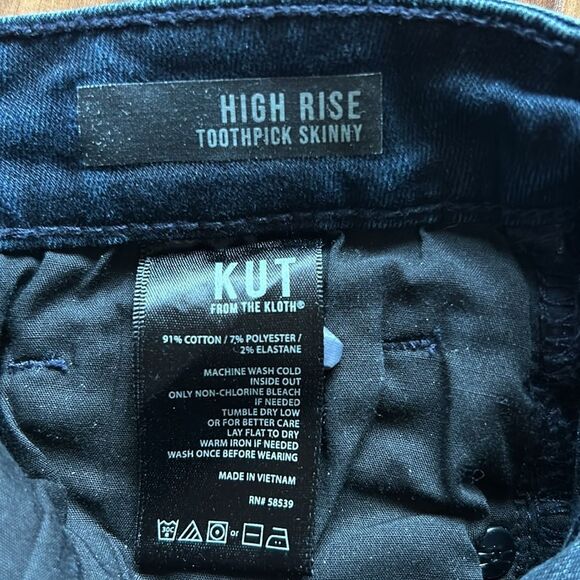 HIGH RISE
TOOTHPICK SKINNY
KUT
FROM THE KLOTH®
91% COTTON / 7% POLYESTER /
2% ELASTANE
MACHINE WASH COLD
INSIDE OUT
ONLY NON-CHLORINE BLEACH
IF NEEDED
TUMBLE DRY LOW
OR FOR BETTER CARE
LAY FLAT TO DRY
WARM IRON IF NEEDED
WASH ONCE BEFORE WEARING
MADE IN VIETNAM
RN# 58539
or